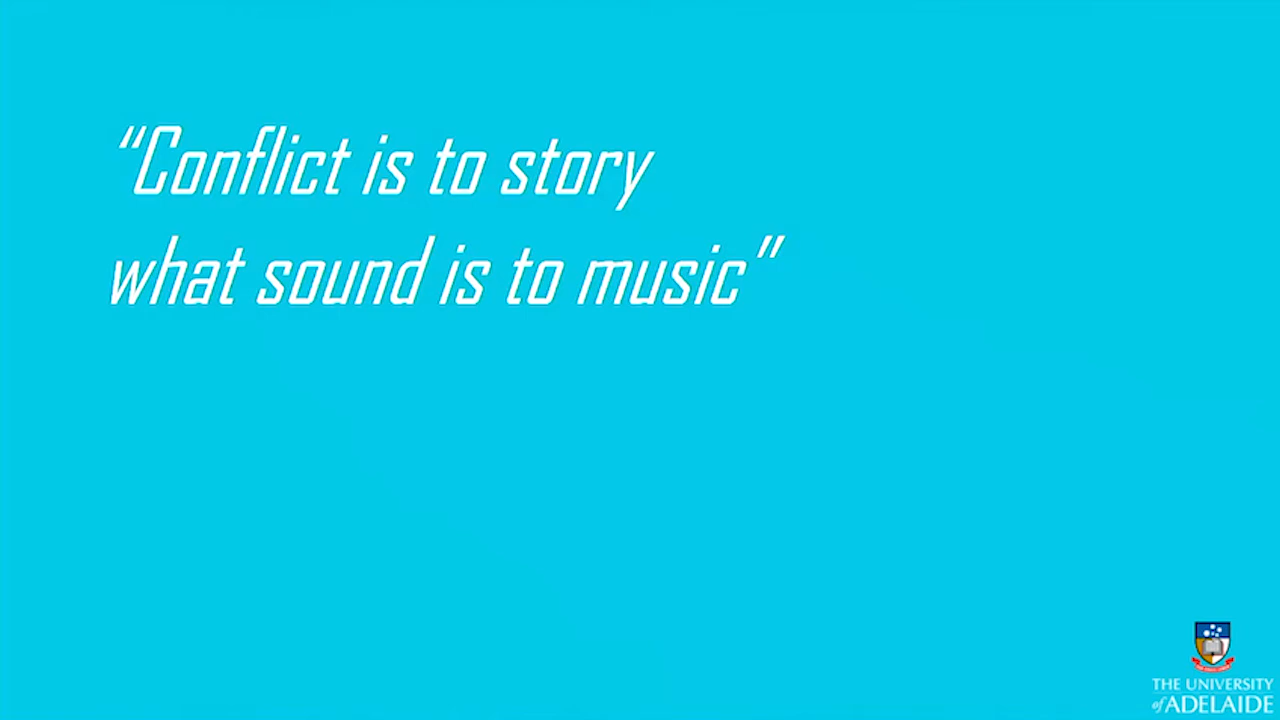 “Conflict is to story
what sound is to music”
THE UNIVERSITY
of ADELAIDE